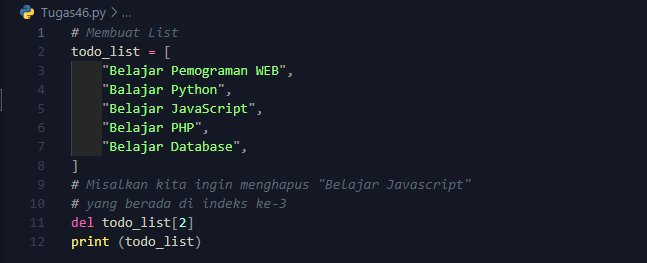 Tugas46.py > ...
1 # Membuat List
2 todo_list = [
3     "Belajar Pemograman WEB",
4     "Balajar Python",
5     "Belajar JavaScript",
6     "Belajar PHP",
7     "Belajar Database",
8 ]
9 # Misalkan kita ingin menghapus "Belajar Javascript"
10 # yang berada di indeks ke-3
11 del todo_list[2]
12 print (todo_list)